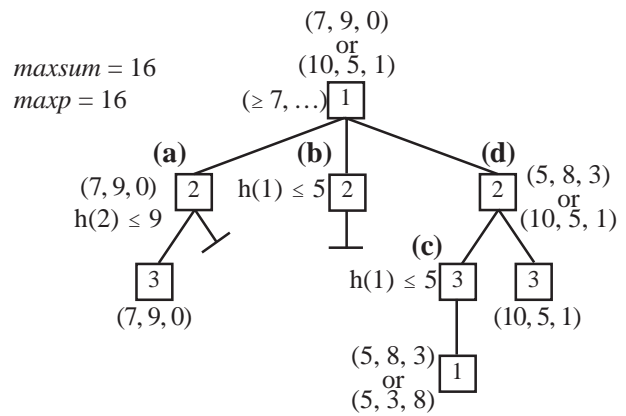 (7, 9, 0)
or
(10, 5, 1)
maxsum = 16
maxp = 16
(≥ 7, …)
1
(a)
(b)
(d)
(7, 9, 0)
h(2) ≤ 9
2
h(1) ≤ 5
2
2
(5, 8, 3)
or
(10, 5, 1)
(c)
3
h(1) ≤ 5
3
3
(7, 9, 0)
(10, 5, 1)
(5, 8, 3)
or
(5, 3, 8)
1